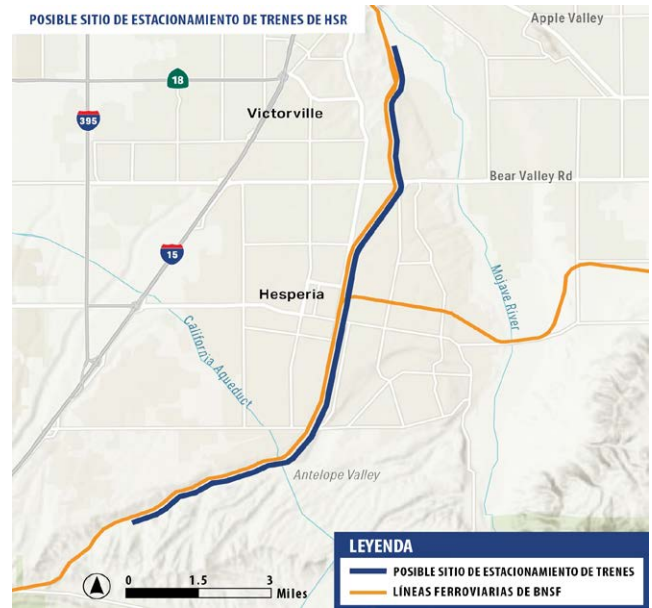 POSIBLE SITIO DE ESTACIONAMIENTO DE TRENES DE HSR
Apple Valley
18
Victorville
395
Bear Valley Rd
15
Hesperia
Mojave River
California Aqueduct
Antelope Valley
LEYENDA
POSIBLE SITIO DE ESTACIONAMIENTO DE TRENES
LÍNEAS FERROVIARIAS DE BNSF
0 1.5 3
Miles